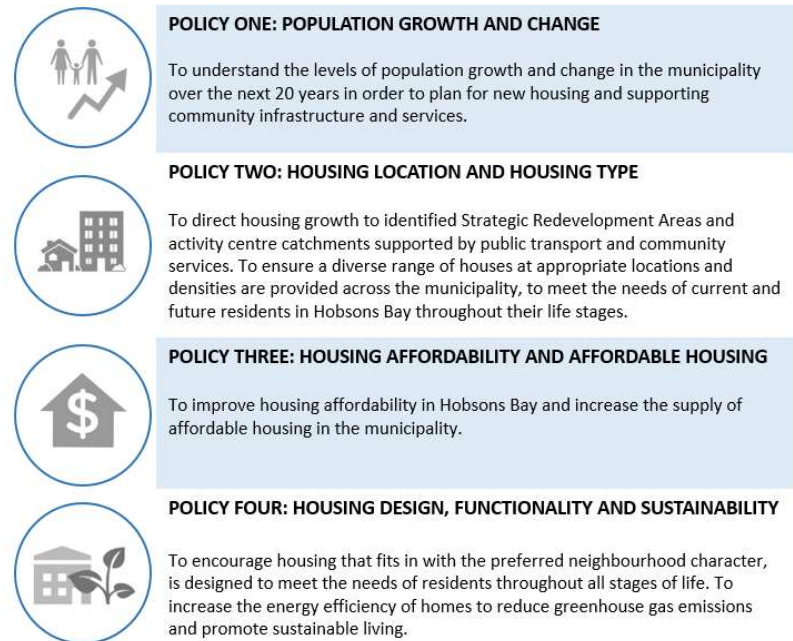 POLICY ONE: POPULATION GROWTH AND CHANGE
To understand the levels of population growth and change in the municipality
over the next 20 years in order to plan for new housing and supporting
community infrastructure and services.
POLICY TWO: HOUSING LOCATION AND HOUSING TYPE
To direct housing growth to identified Strategic Redevelopment Areas and
activity centre catchments supported by public transport and community
services. To ensure a diverse range of houses at appropriate locations and
densities are provided across the municipality, to meet the needs of current and
future residents in Hobsons Bay throughout their life stages.
POLICY THREE: HOUSING AFFORDABILITY AND AFFORDABLE HOUSING
$
To improve housing affordability in Hobsons Bay and increase the supply of
affordable housing in the municipality.
POLICY FOUR: HOUSING DESIGN, FUNCTIONALITY AND SUSTAINABILITY
To encourage housing that fits in with the preferred neighbourhood character,
is designed to meet the needs of residents throughout all stages of life. To
increase the energy efficiency of homes to reduce greenhouse gas emissions
and promote sustainable living.